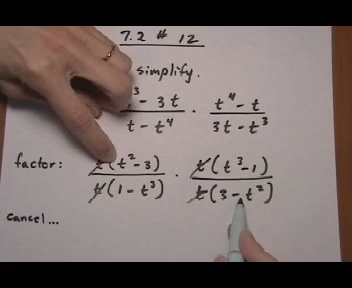 7.2 # 12
simplify.
3 - 3t / t - t⁴ · t⁴ - t / 3t - t³
factor: t(t² - 3) / t(1 - t³) · t(t³ - 1) / t(3 - t²)
cancel...